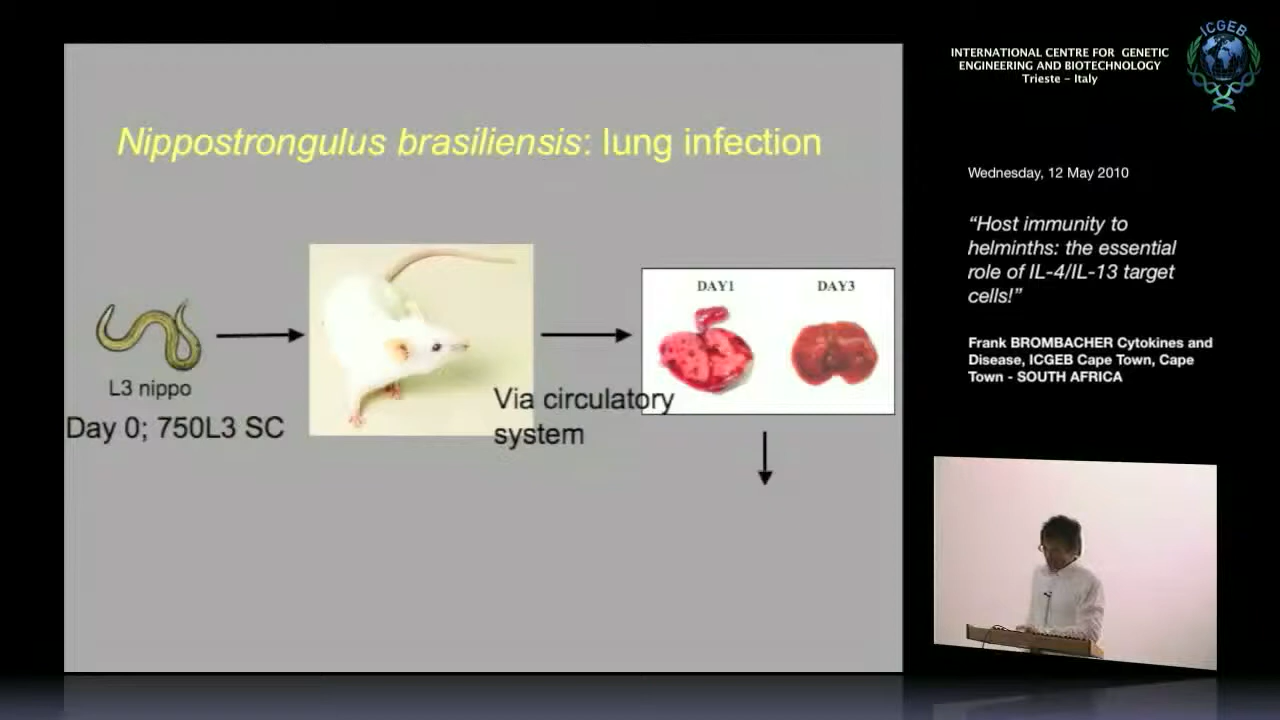 Nippostrongulus brasiliensis: lung infection
L3 nippo
Day 0; 750L3 SC
Via circulatory
system
DAY1
DAY3
ICGEB
INTERNATIONAL CENTRE FOR GENETIC
ENGINEERING AND BIOTECHNOLOGY
Trieste – Italy
Wednesday, 12 May 2010
“Host immunity to
helminths: the essential
role of IL-4/IL-13 target
cells!”
Frank BROMBACHER Cytokines and
Disease, ICGEB Cape Town, Cape
Town - SOUTH AFRICA